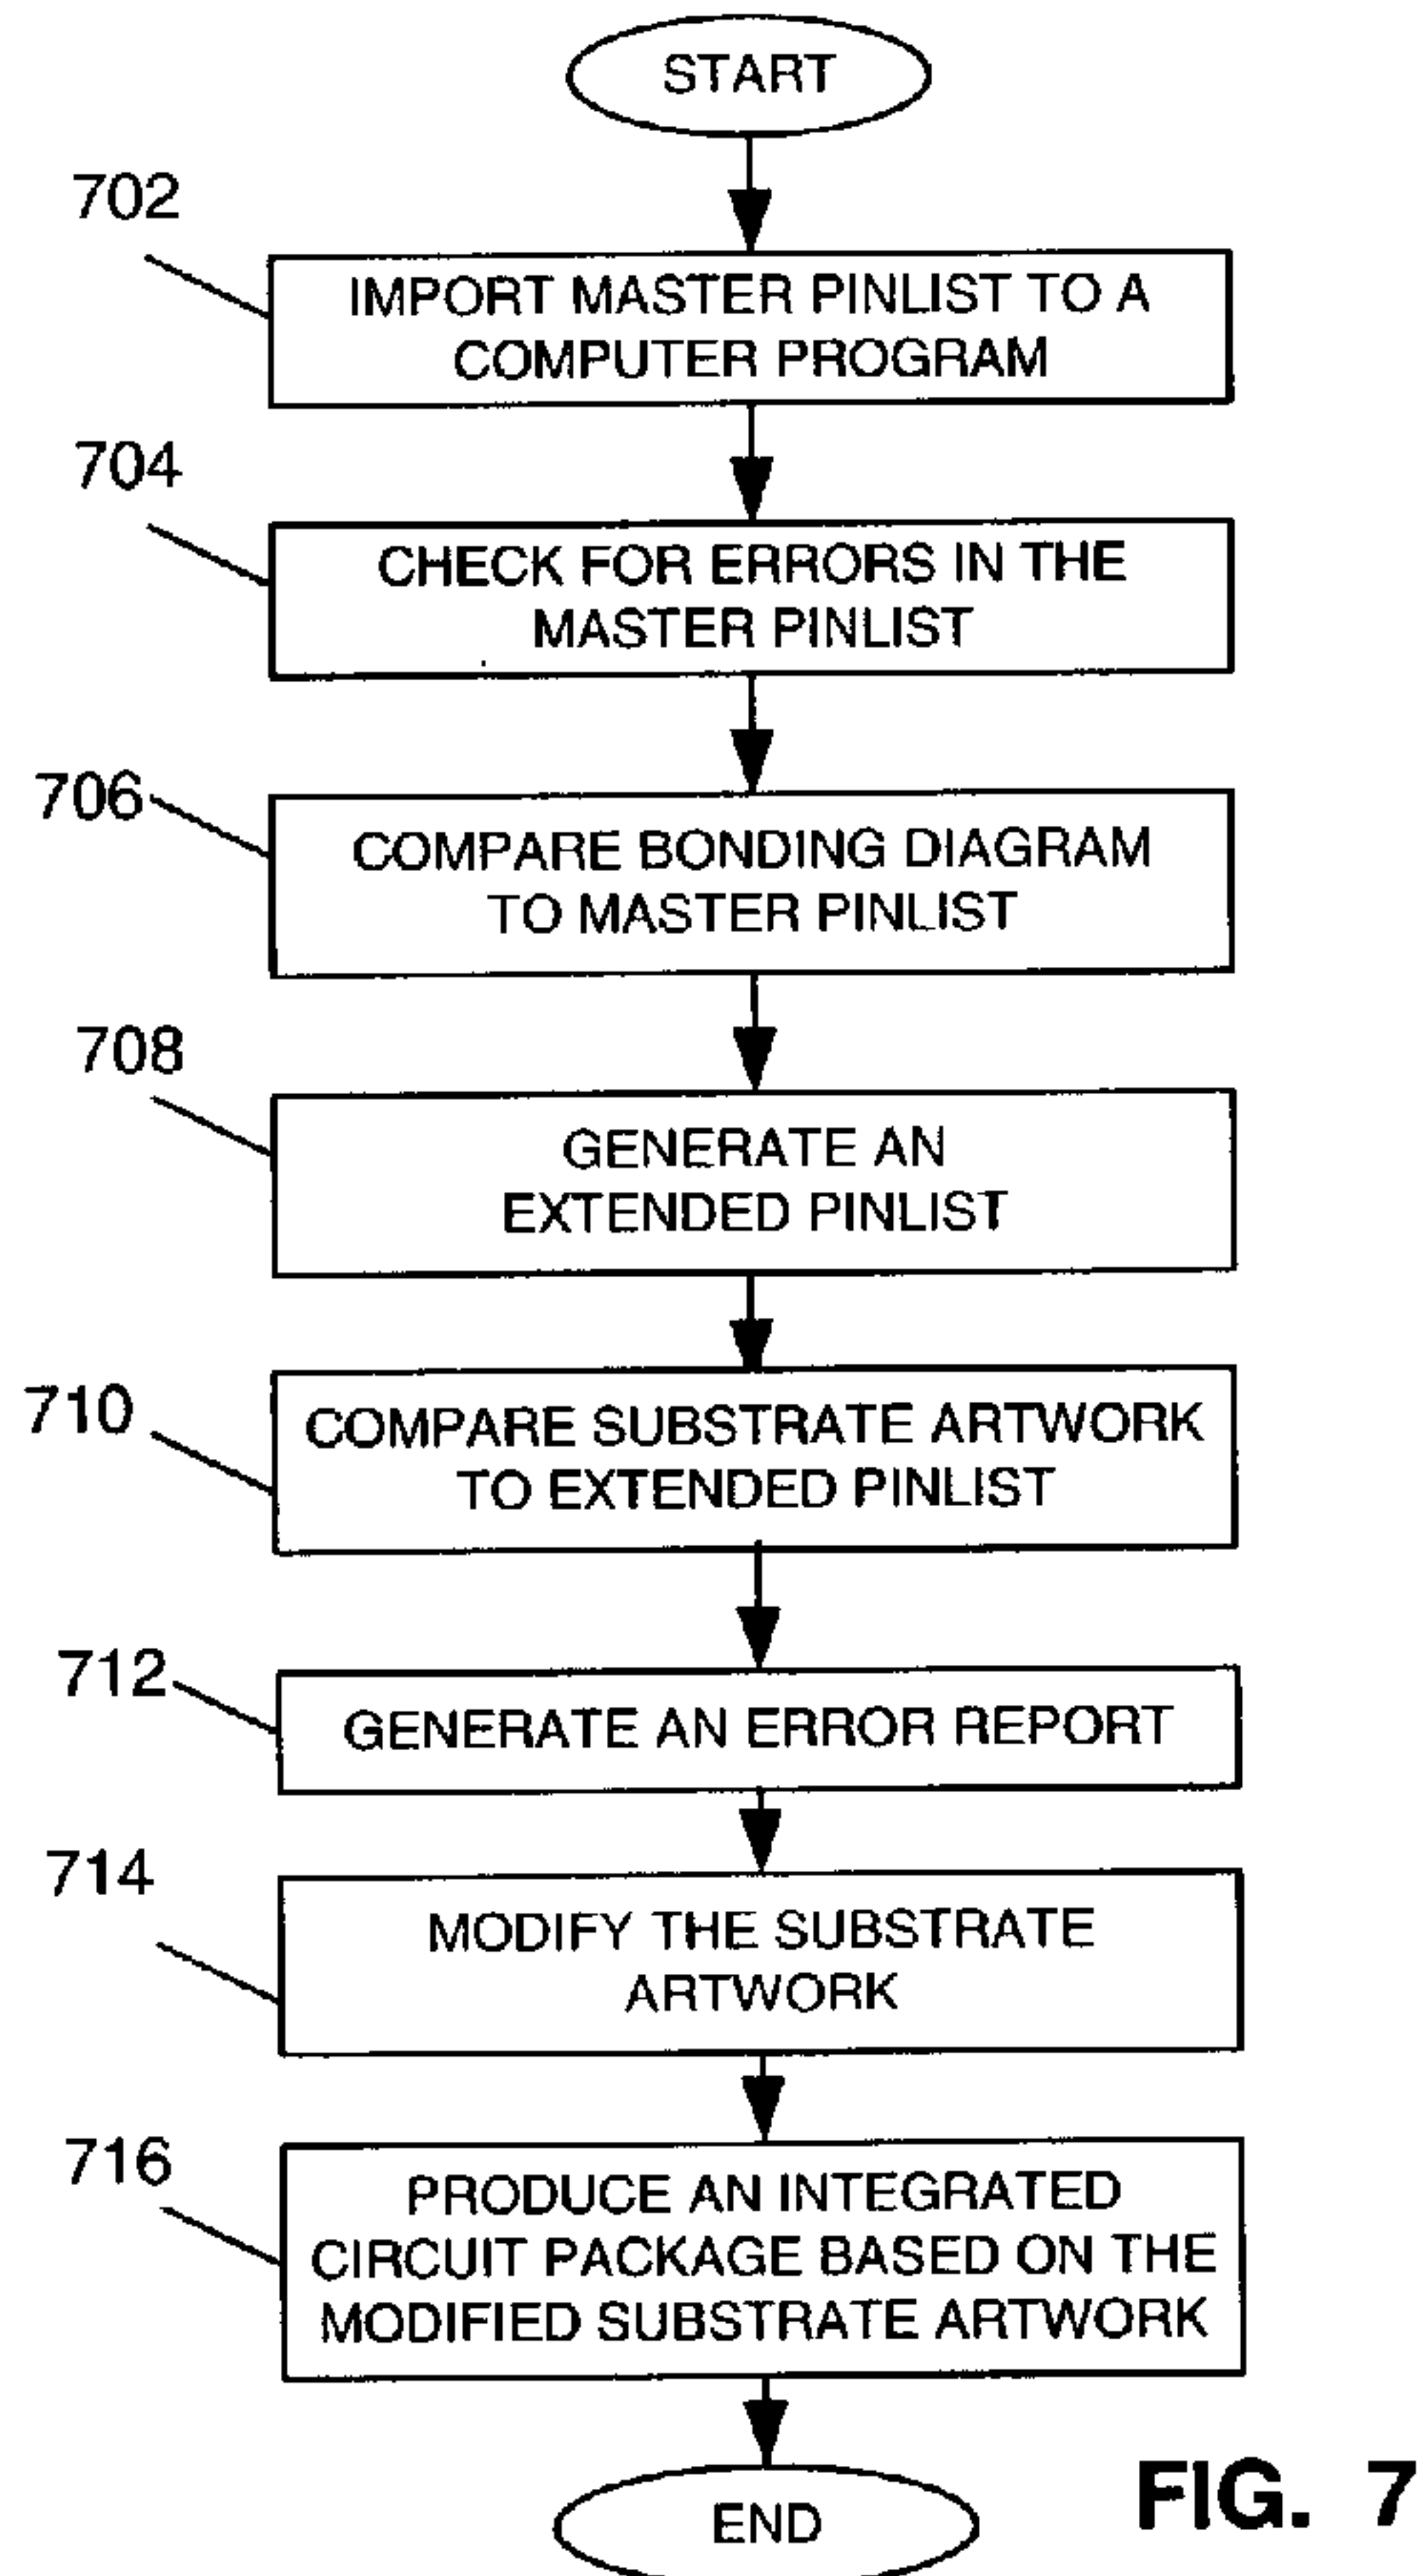 START
702
IMPORT MASTER PINLIST TO A
COMPUTER PROGRAM
704
CHECK FOR ERRORS IN THE
MASTER PINLIST
706
COMPARE BONDING DIAGRAM
TO MASTER PINLIST
708
GENERATE AN
EXTENDED PINLIST
710
COMPARE SUBSTRATE ARTWORK
TO EXTENDED PINLIST
712
GENERATE AN ERROR REPORT
714
MODIFY THE SUBSTRATE
ARTWORK
716
PRODUCE AN INTEGRATED
CIRCUIT PACKAGE BASED ON THE
MODIFIED SUBSTRATE ARTWORK
END
FIG. 7